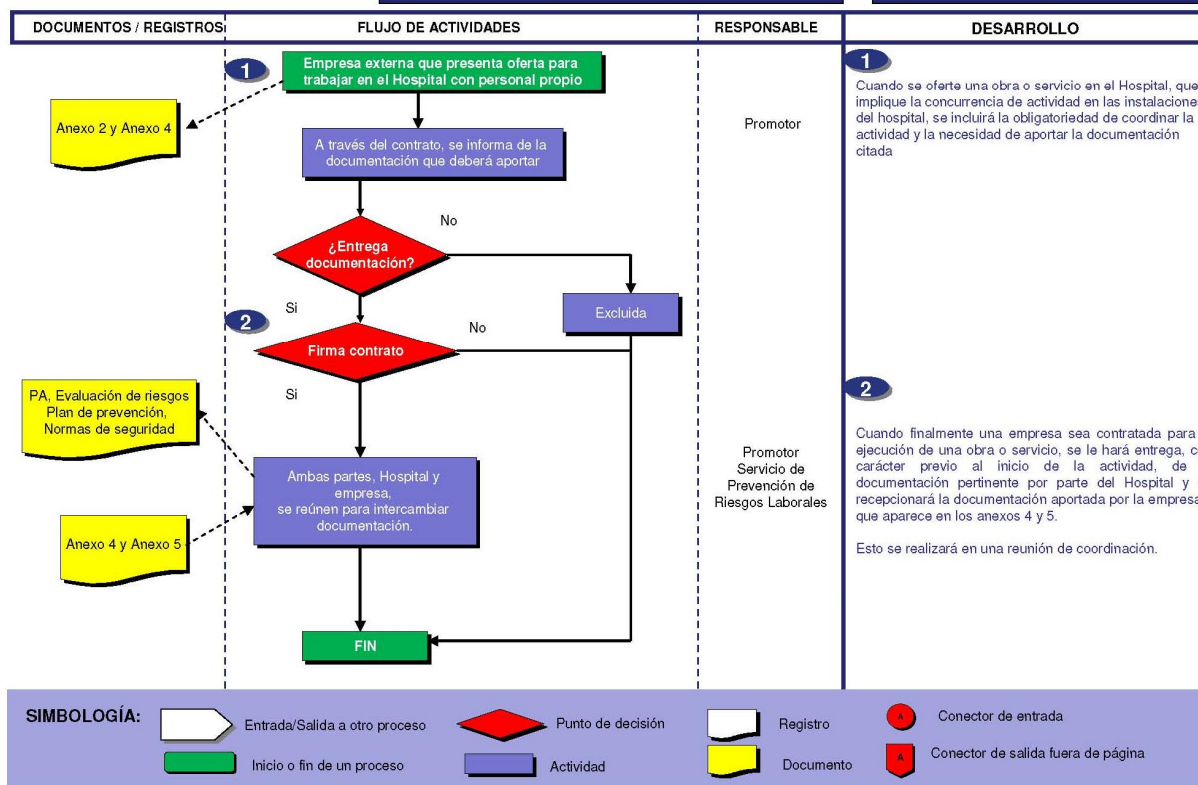 DOCUMENTOS / REGISTROS
FLUJO DE ACTIVIDADES
RESPONSABLE
DESARROLLO
1
Empresa externa que presenta oferta para
trabajar en el Hospital con personal propio
Anexo 2 y Anexo 4
A través del contrato, se informa de la
documentación que deberá aportar
Promotor
1
Cuando se oferte una obra o servicio en el Hospital, que
implique la concurrencia de actividad en las instalaciones
del hospital, se incluirá la obligatoriedad de coordinar la
actividad y la necesidad de aportar la documentación
citada
No
¿Entrega
documentación?
Si
Excluida
2
Firma contrato
No
Si
PA, Evaluación de riesgos
Plan de prevención,
Normas de seguridad
Ambas partes, Hospital y
empresa,
se reúnen para intercambiar
documentación.
Anexo 4 y Anexo 5
Promotor
Servicio de
Prevención de
Riesgos Laborales
2
Cuando finalmente una empresa sea contratada para
ejecución de una obra o servicio, se le hará entrega,
carácter previo al inicio de la actividad, de
documentación pertinente por parte del Hospital y
recepcionará la documentación aportada por la empresa
que aparece en los anexos 4 y 5.
Esto se realizará en una reunión de coordinación.
FIN
SIMBOLOGÍA:
Entrada/Salida a otro proceso
Punto de decisión
Registro
A
Conector de entrada
Inicio o fin de un proceso
Actividad
Documento
A
Conector de salida fuera de página